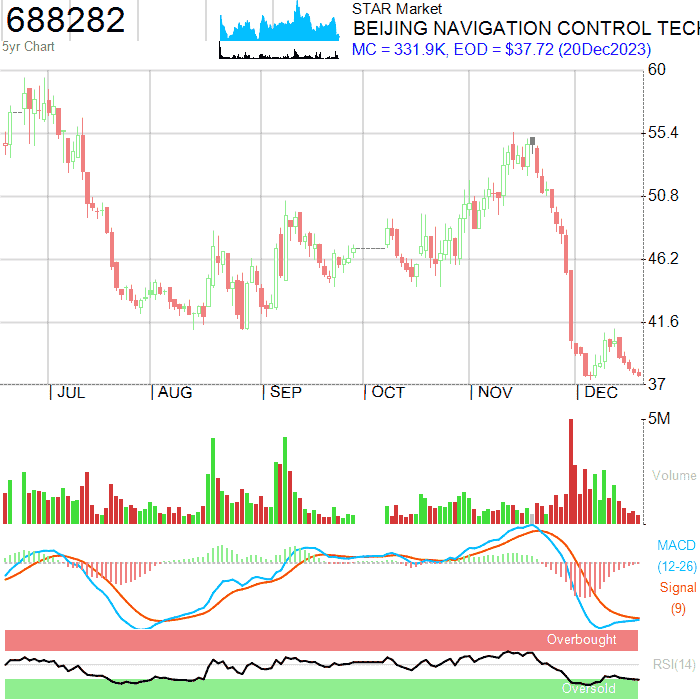 688282
5yr Chart
STAR Market
BEIJING NAVIGATION CONTROL TECH
MC = 331.9K, EOD = $37.72 (20Dec2023)
60
55.4
50.8
46.2
41.6
37
JUL
AUG
SEP
OCT
NOV
DEC
5M
Volume
MACD
(12-26)
Signal
(9)
Overbought
RSI(14)
Oversold